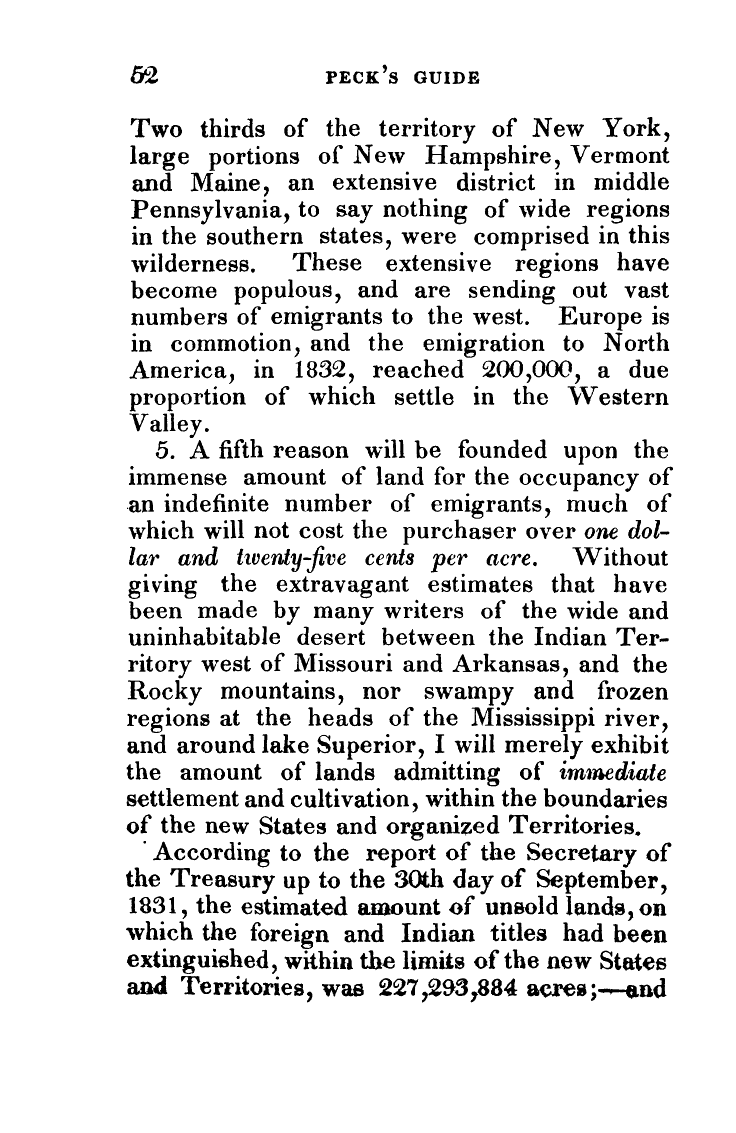 52 PECK'S GUIDE
Two thirds of the territory of New York,
large portions of New Hampshire, Vermont
and Maine, an extensive district in middle
Pennsylvania, to say nothing of wide regions
in the southern states, were comprised in this
wilderness. These extensive regions have
become populous, and are sending out vast
numbers of emigrants to the west. Europe is
in commotion, and the emigration to North
America, in 1832, reached 200,000, a due
proportion of which settle in the Western
Valley.
5. A fifth reason will be founded upon the
immense amount of land for the occupancy of
an indefinite number of emigrants, much of
which will not cost the purchaser over one dol-
lar and twenty-five cents per acre. Without
giving the extravagant estimates that have
been made by many writers of the wide and
uninhabitable desert between the Indian Ter-
ritory west of Missouri and Arkansas, and the
Rocky mountains, nor swampy and frozen
regions at the heads of the Mississippi river,
and around lake Superior, I will merely exhibit
the amount of lands admitting of immediate
settlement and cultivation, within the boundaries
of the new States and organized Territories.
According to the report of the Secretary of
the Treasury up to the 30th day of September,
1831, the estimated amount of unsold lands, on
which the foreign and Indian titles had been
extinguished, within the limits of the new States
and Territories, was 227,293,884 acres;—and